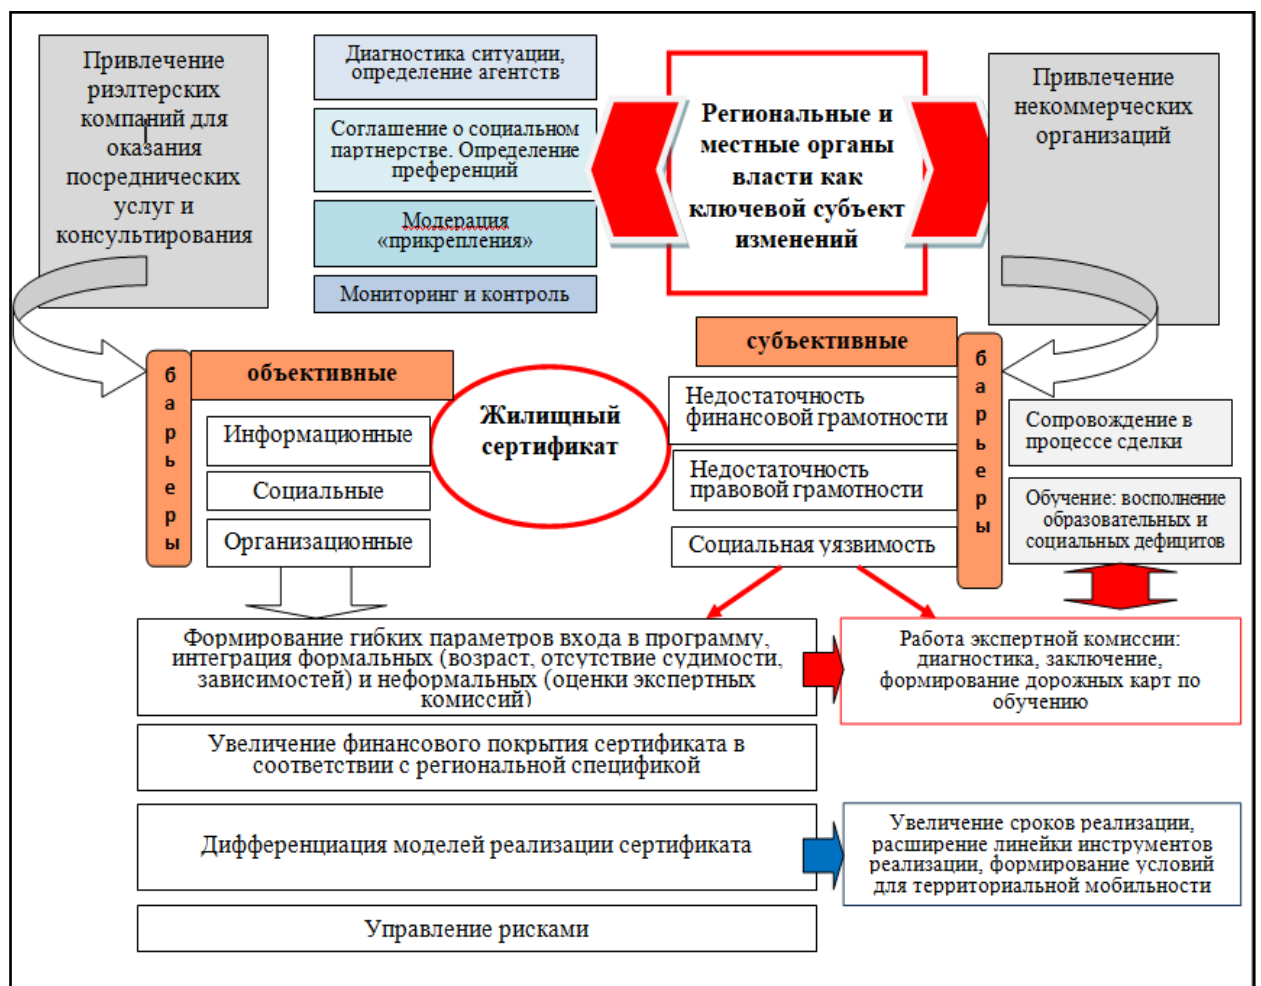 Привлечение
риэлтерских
компаний для
оказания
посреднических
услуг и
консультирования
Диагностика ситуации,
определение агентств
Соглашение о социальном
партнерстве. Определение
преференций
Модерация
«прикрепления»
Мониторинг и контроль
Региональные и
местные органы
власти как
ключевой субъект
изменений
Привлечение
некоммерческих
организаций
барьеры
объективные
Информационные
Социальные
Организационные
Жилищный
сертификат
субъективные
Недостаточность
финансовой грамотности
Недостаточность
правовой грамотности
Социальная уязвимость
барьеры
Сопровождение в
процессе сделки
Обучение: восполнение
образовательных и
социальных дефицитов
Формирование гибких параметров входа в программу,
интеграция формальных (возраст, отсутствие судимости,
зависимостей) и неформальных (оценки экспертных
комиссий)
Работа экспертной комиссии:
диагностика, заключение,
формирование дорожных карт по
обучению
Увеличение финансового покрытия сертификата в
соответствии с региональной спецификой
Дифференциация моделей реализации сертификата
Увеличение сроков реализации,
расширение линейки инструментов
реализации, формирование условий
для территориальной мобильности
Управление рисками